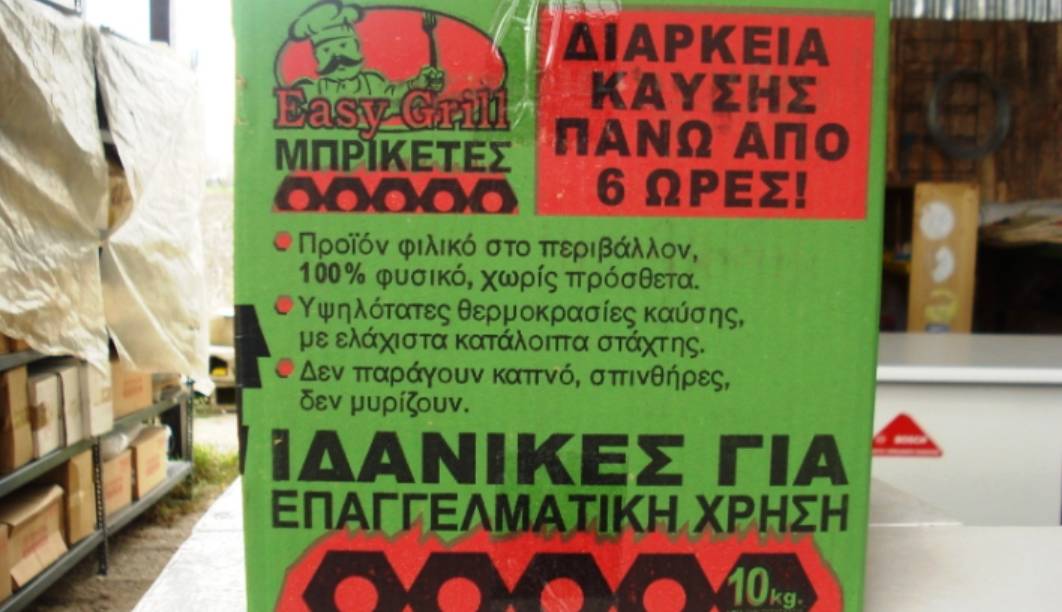 Easy Grill
ΜΠΡΙΚΕΤΕΣ
ΔΙΑΡΚΕΙΑ
ΚΑΥΣΗΣ
ΠΑΝΩ ΑΠΟ
6 ΩΡΕΣ!
Προϊόν φιλικό στο περιβάλλον,
100% φυσικό, χωρίς πρόσθετα.
Υψηλότατες θερμοκρασίες καύσης,
με ελάχιστα κατάλοιπα στάχτης.
Δεν παράγουν καπνό, σπινθήρες,
δεν μυρίζουν.
ΙΔΑΝΙΚΕΣ ΓΙΑ
ΕΠΑΓΓΕΛΜΑΤΙΚΗ ΧΡΗΣΗ
10kg.
BOSCH